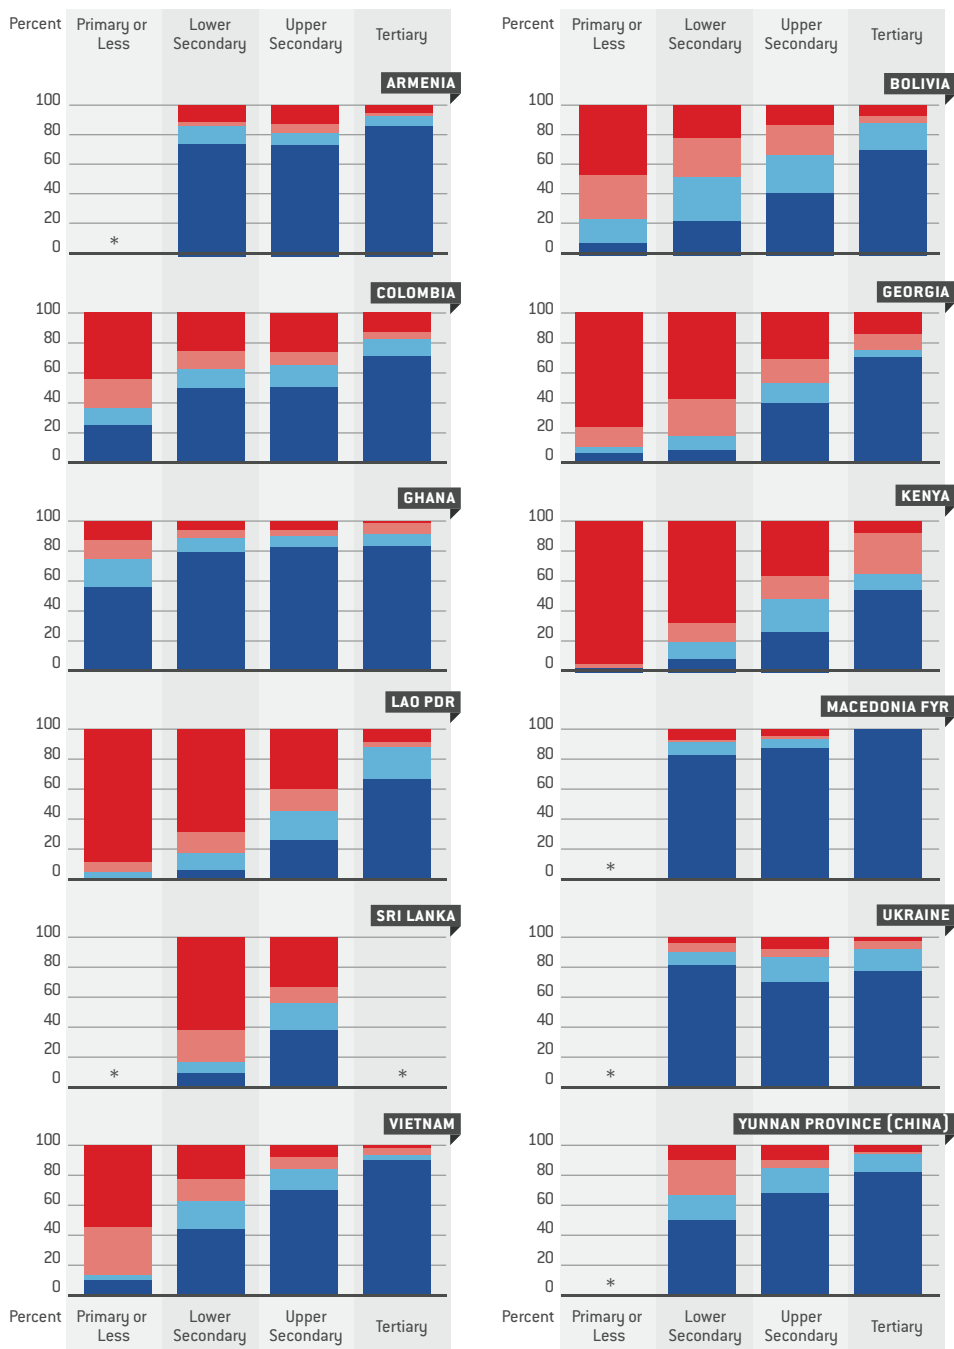 Percent
Primary or
Less
Lower
Secondary
Upper
Secondary
Tertiary
Percent
Primary or
Less
Lower
Secondary
Upper
Secondary
Tertiary
ARMENIA
100
80
60
40
20
0
*
BOLIVIA
100
80
60
40
20
0
COLOMBIA
100
80
60
40
20
0
GEORGIA
100
80
60
40
20
0
GHANA
100
80
60
40
20
0
KENYA
100
80
60
40
20
0
LAO PDR
100
80
60
40
20
0
MACEDONIA FYR
100
80
60
40
20
0
*
SRI LANKA
100
80
60
40
20
0
*
*
UKRAINE
100
80
60
40
20
0
*
VIETNAM
100
80
60
40
20
0
YUNNAN PROVINCE (CHINA)
100
80
60
40
20
0
*
Percent
Primary or
Less
Lower
Secondary
Upper
Secondary
Tertiary
Percent
Primary or
Less
Lower
Secondary
Upper
Secondary
Tertiary